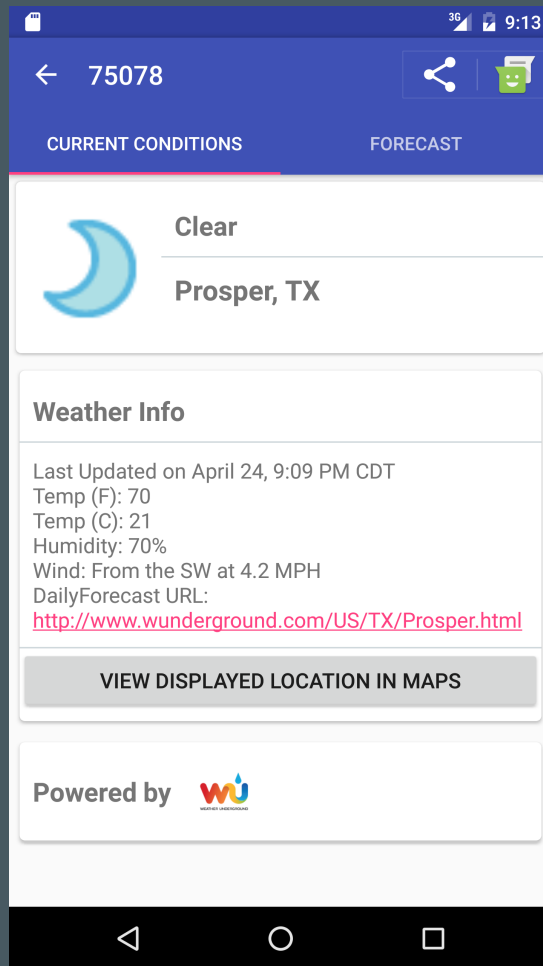 3G 9:13
75078
CURRENT CONDITIONS FORECAST
Clear
Prosper, TX
Weather Info
Last Updated on April 24, 9:09 PM CDT
Temp (F): 70
Temp (C): 21
Humidity: 70%
Wind: From the SW at 4.2 MPH
DailyForecast URL:
http://www.wunderground.com/US/TX/Prosper.html
VIEW DISPLAYED LOCATION IN MAPS
Powered by WU
WEATHER UNDERGROUND